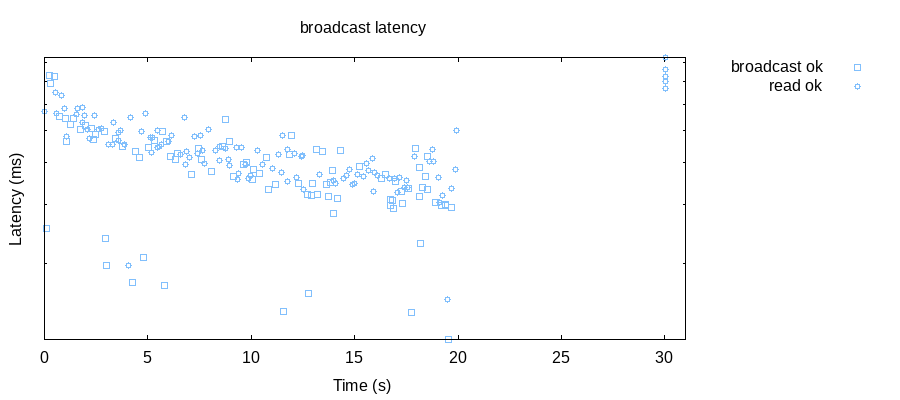 broadcast latency
broadcast ok
read ok
Latency (ms)
0 5 10 15 20 25 30
Time (s)